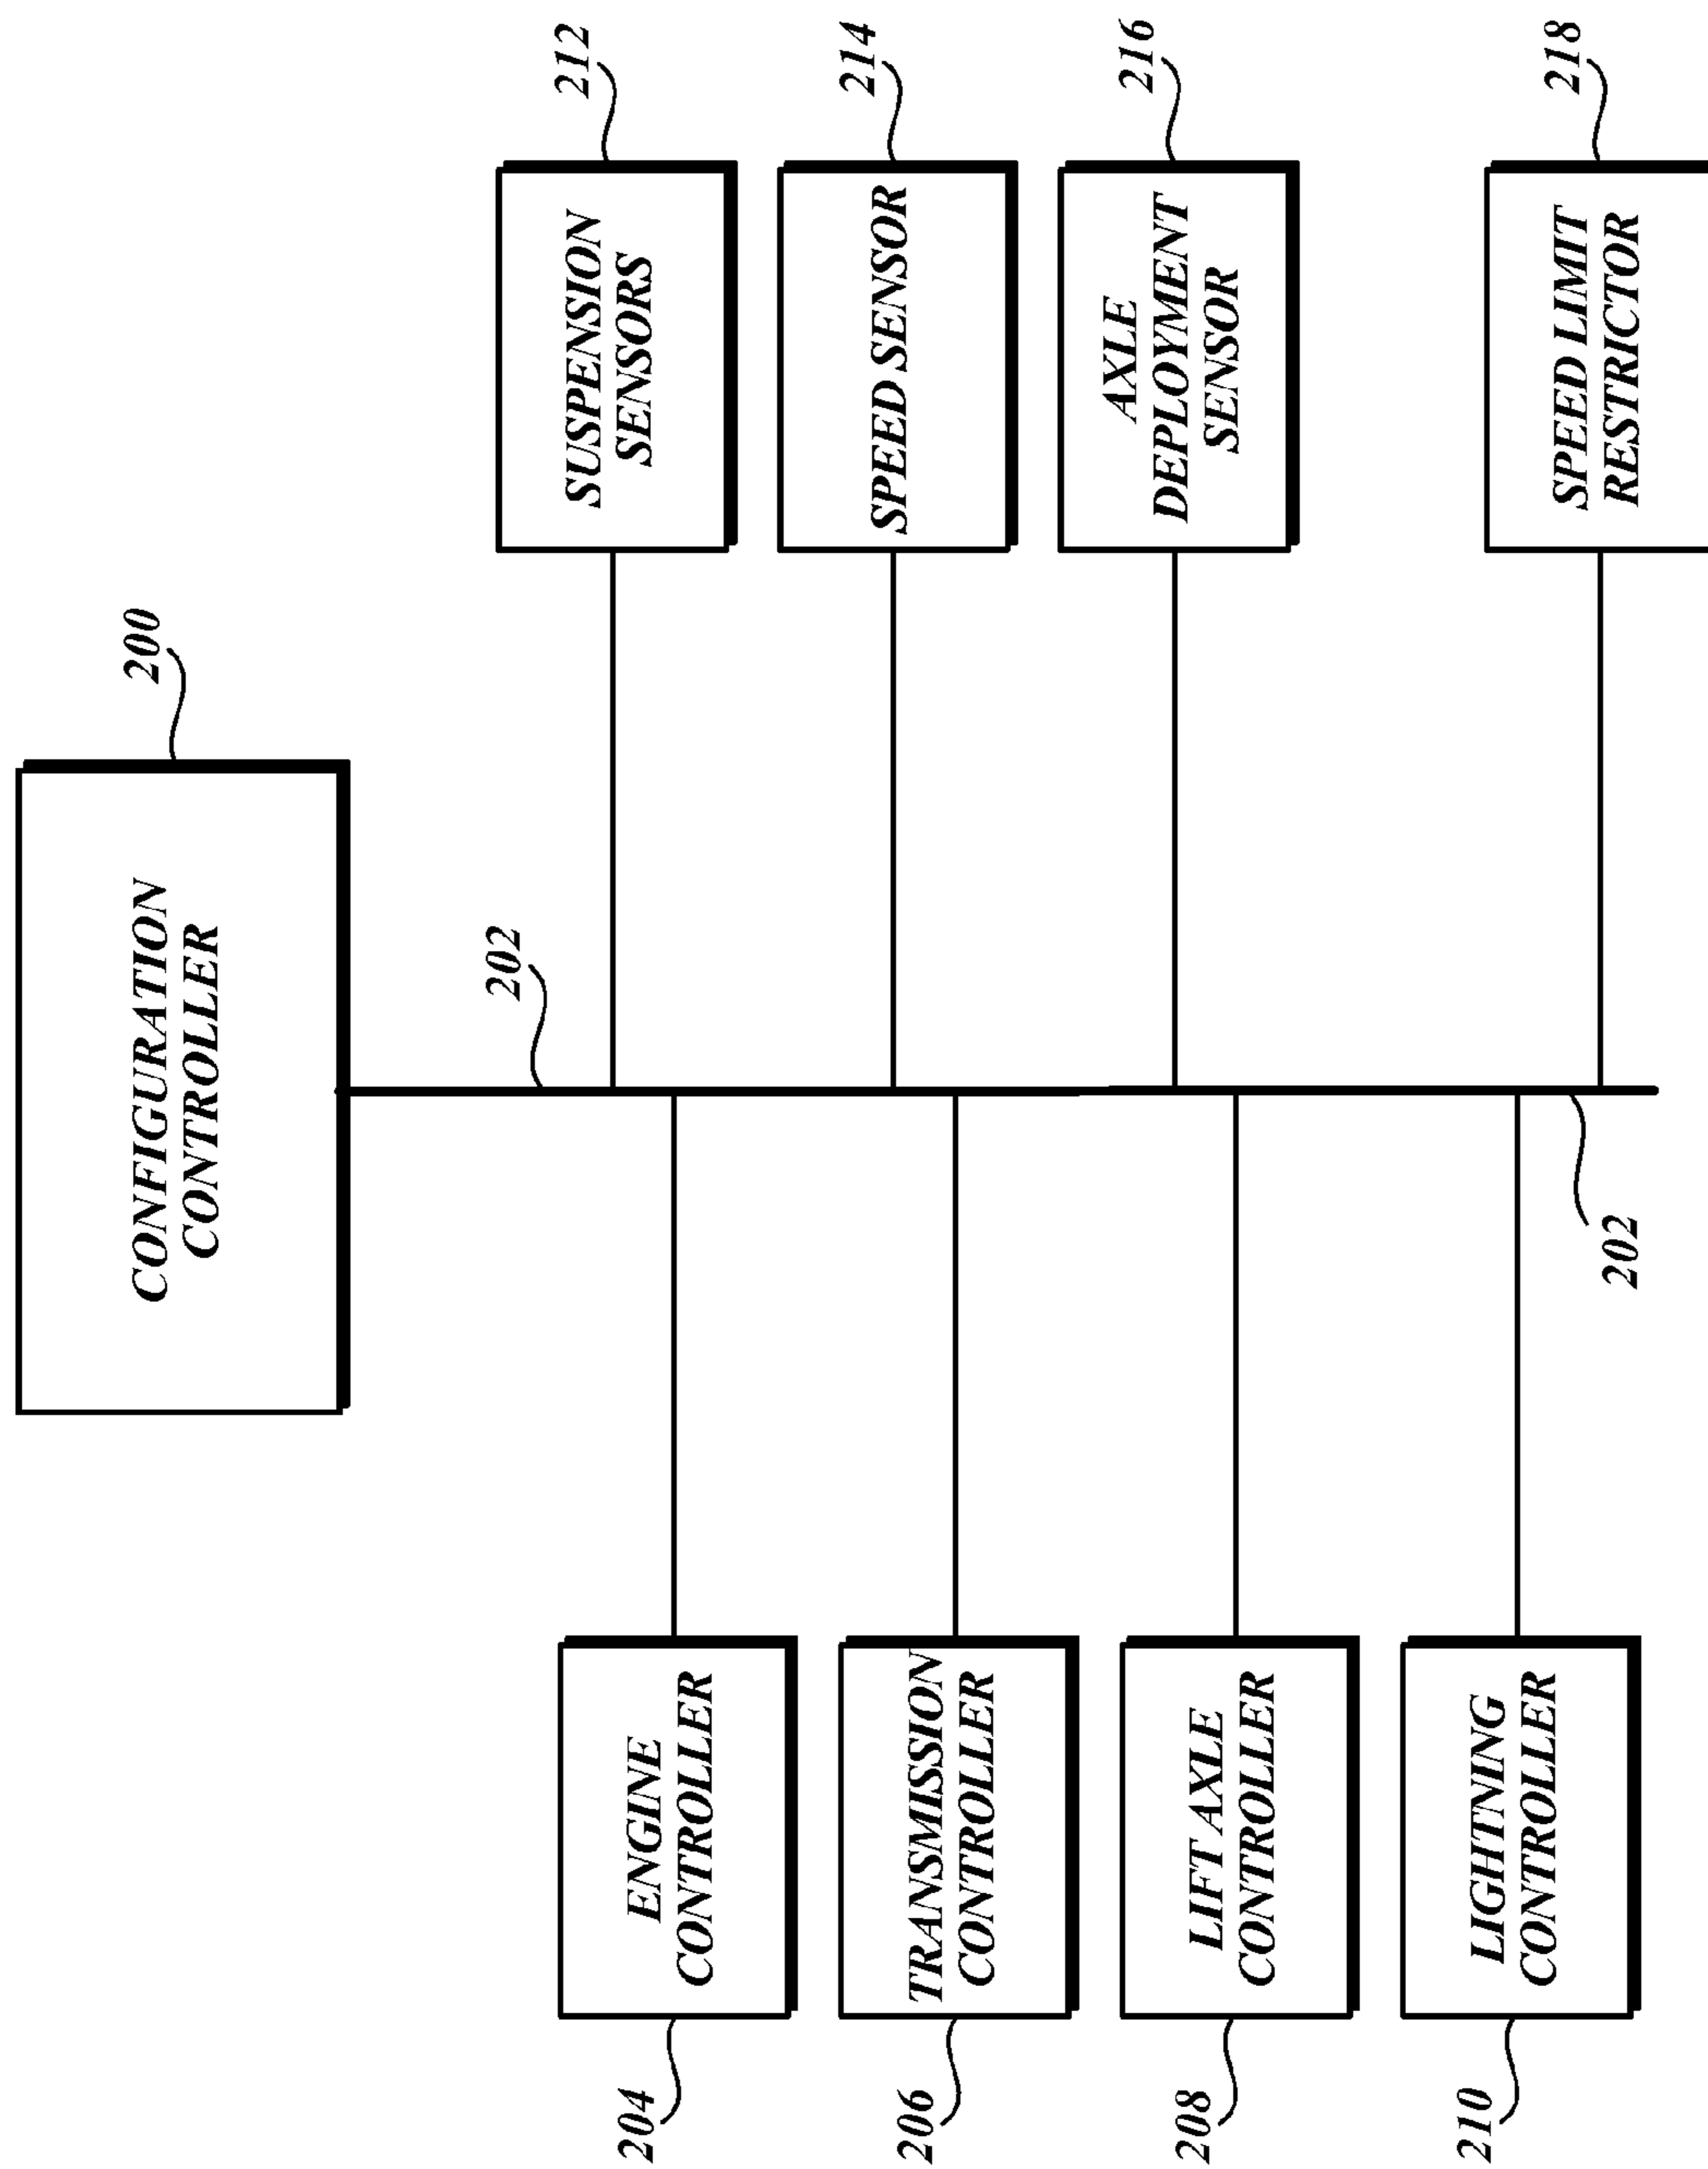 200
CONFIGURATION
CONTROLLER
202
204
ENGINE
CONTROLLER
206
TRANSMISSION
CONTROLLER
208
LIFT AXLE
CONTROLLER
210
LIGHTNING
CONTROLLER
212
SUSPENSION
SENSORS
214
SPEED SENSOR
216
AXLE
DEPLOYMENT
SENSOR
218
SPEED LIMIT
RESTRICTOR
202